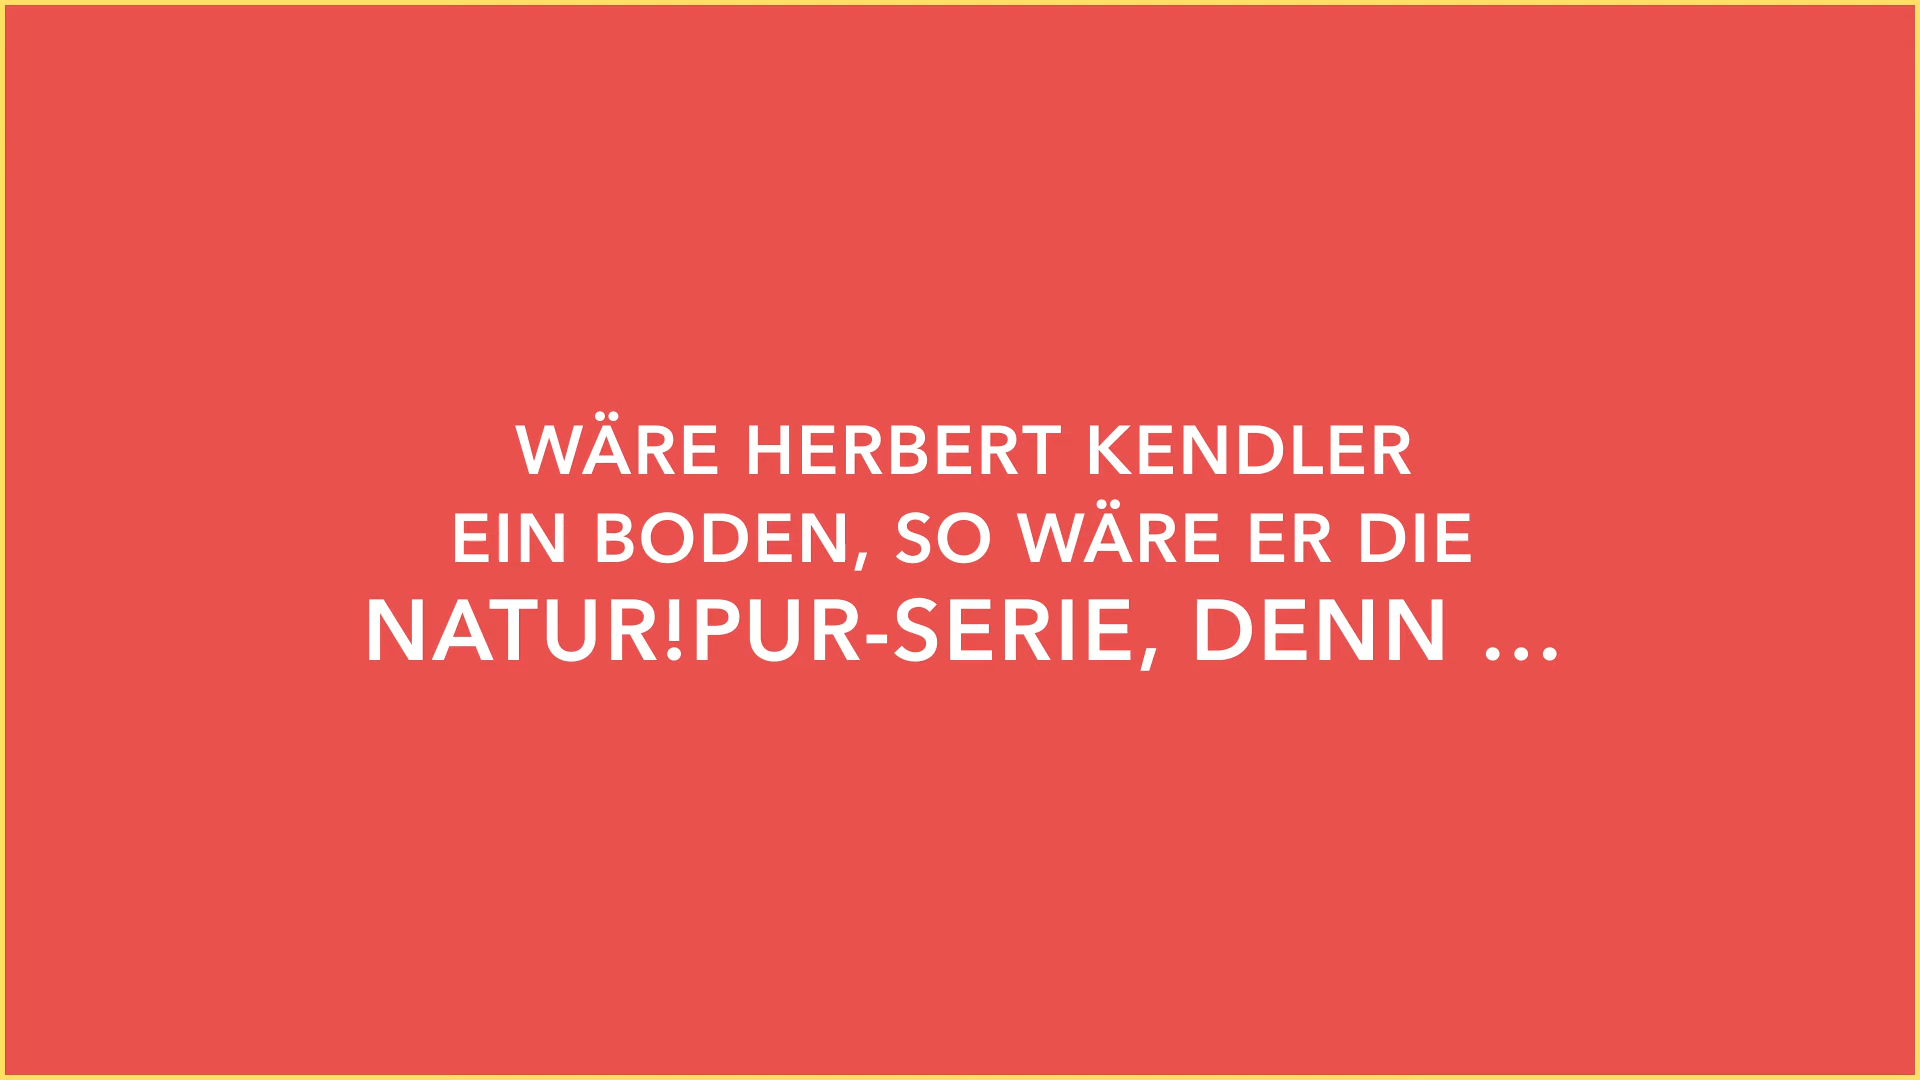 WÄRE HERBERT KENDLER
EIN BODEN, SO WÄRE ER DIE
NATUR!PUR-SERIE, DENN ...